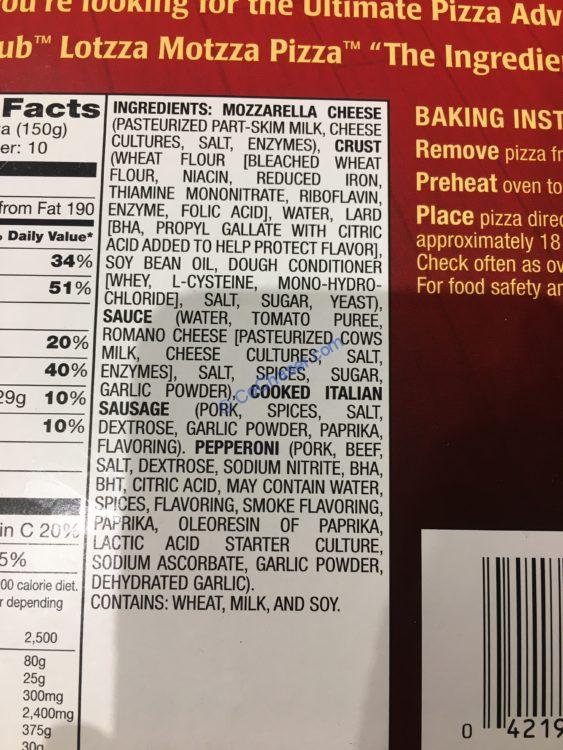 you're looking for the Ultimate Pizza Adv
ub™ Lotzza Motzza Pizza™ "The Ingredie
Facts
a (150g)
er: 10
from Fat 190
Daily Value*
34%
51%
20%
40%
29g 10%
10%
in C 20%
5%
00 calorie diet.
r depending
2,500
80g
25g
300mg
2,400mg
375g
30g
INGREDIENTS: MOZZARELLA CHEESE
(PASTEURIZED PART-SKIM MILK, CHEESE
CULTURES, SALT, ENZYMES), CRUST
(WHEAT FLOUR [BLEACHED WHEAT
FLOUR, NIACIN, REDUCED IRON,
THIAMINE MONONITRATE, RIBOFLAVIN,
ENZYME, FOLIC ACID], WATER, LARD
[BHA, PROPYL GALLATE WITH CITRIC
ACID ADDED TO HELP PROTECT FLAVOR],
SOY BEAN OIL, DOUGH CONDITIONER
[WHEY, L-CYSTEINE, MONO-HYDRO-
CHLORIDE], SALT, SUGAR, YEAST),
SAUCE (WATER, TOMATO PUREE,
ROMANO CHEESE [PASTEURIZED COWS
MILK, CHEESE CULTURES, SALT,
ENZYMES], SALT, SPICES, SUGAR,
GARLIC POWDER), COOKED ITALIAN
SAUSAGE (PORK, SPICES, SALT,
DEXTROSE, GARLIC POWDER, PAPRIKA,
FLAVORING). PEPPERONI (PORK, BEEF,
SALT, DEXTROSE, SODIUM NITRITE, BHA,
BHT, CITRIC ACID, MAY CONTAIN WATER,
SPICES, FLAVORING, SMOKE FLAVORING,
PAPRIKA, OLEORESIN OF PAPRIKA,
LACTIC ACID STARTER CULTURE,
SODIUM ASCORBATE, GARLIC POWDER,
DEHYDRATED GARLIC).
CONTAINS: WHEAT, MILK, AND SOY.
BAKING INST
Remove pizza fr
Preheat oven to
Place pizza direc
approximately 18
Check often as ov
For food safety an
0 4219